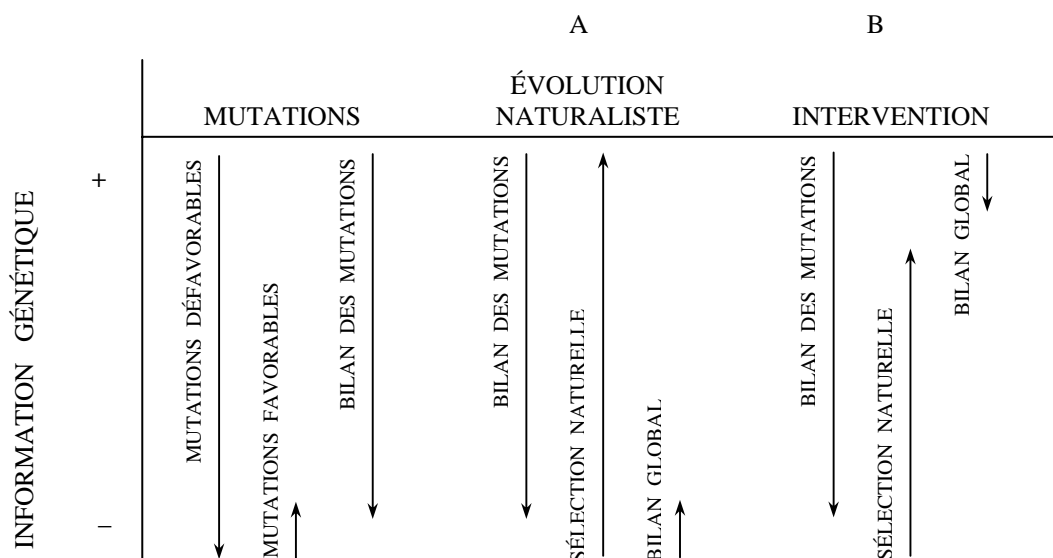 A
B
MUTATIONS
ÉVOLUTION
NATURALISTE
INTERVENTION
INFORMATION GÉNÉTIQUE
+
–
MUTATIONS DÉFAVORABLES
MUTATIONS FAVORABLES
BILAN DES MUTATIONS
BILAN DES MUTATIONS
SÉLECTION NATURELLE
BILAN GLOBAL
BILAN DES MUTATIONS
SÉLECTION NATURELLE
BILAN GLOBAL